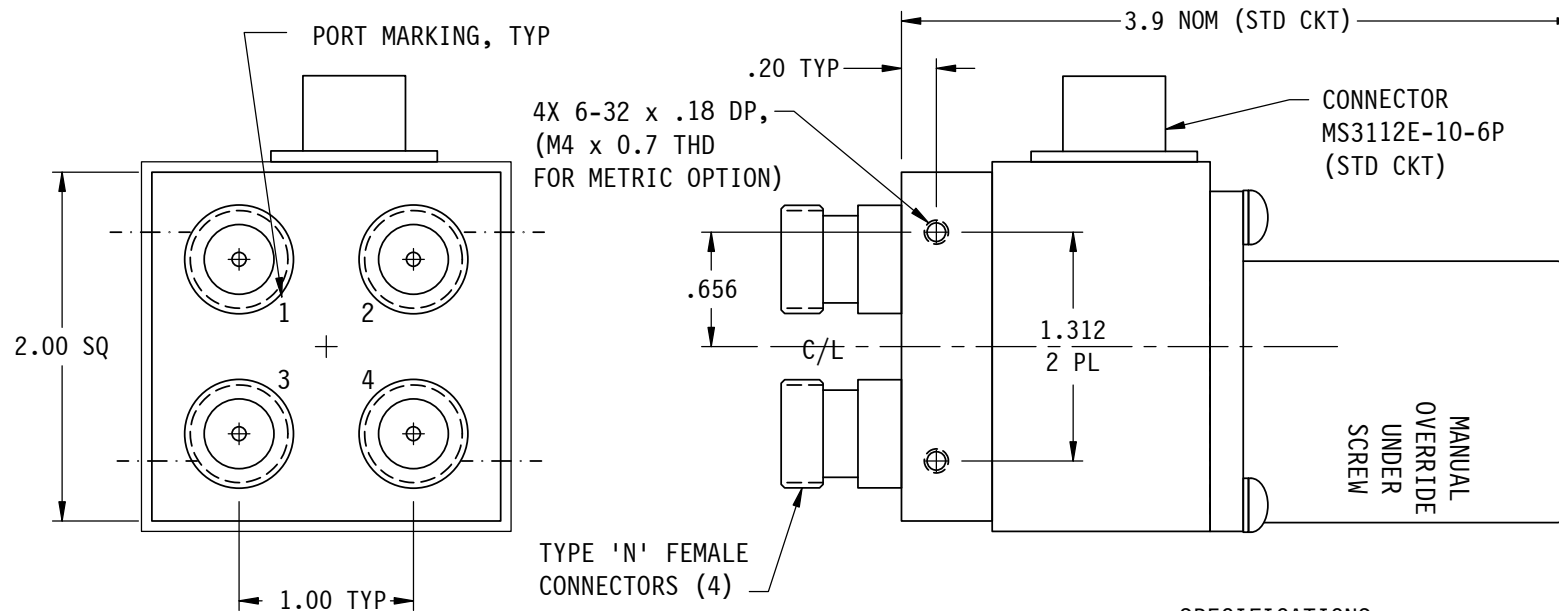 PORT MARKING, TYP
3.9 NOM (STD CKT)
.20 TYP
4X 6-32 x .18 DP,
(M4 x 0.7 THD
FOR METRIC OPTION)
CONNECTOR
MS3112E-10-6P
(STD CKT)
1
2
3
4
2.00 SQ
.656
C/L
1.312
2 PL
MANUAL
OVERRIDE
UNDER
SCREW
TYPE 'N' FEMALE
CONNECTORS (4)
1.00 TYP
SPECIFICATIONS